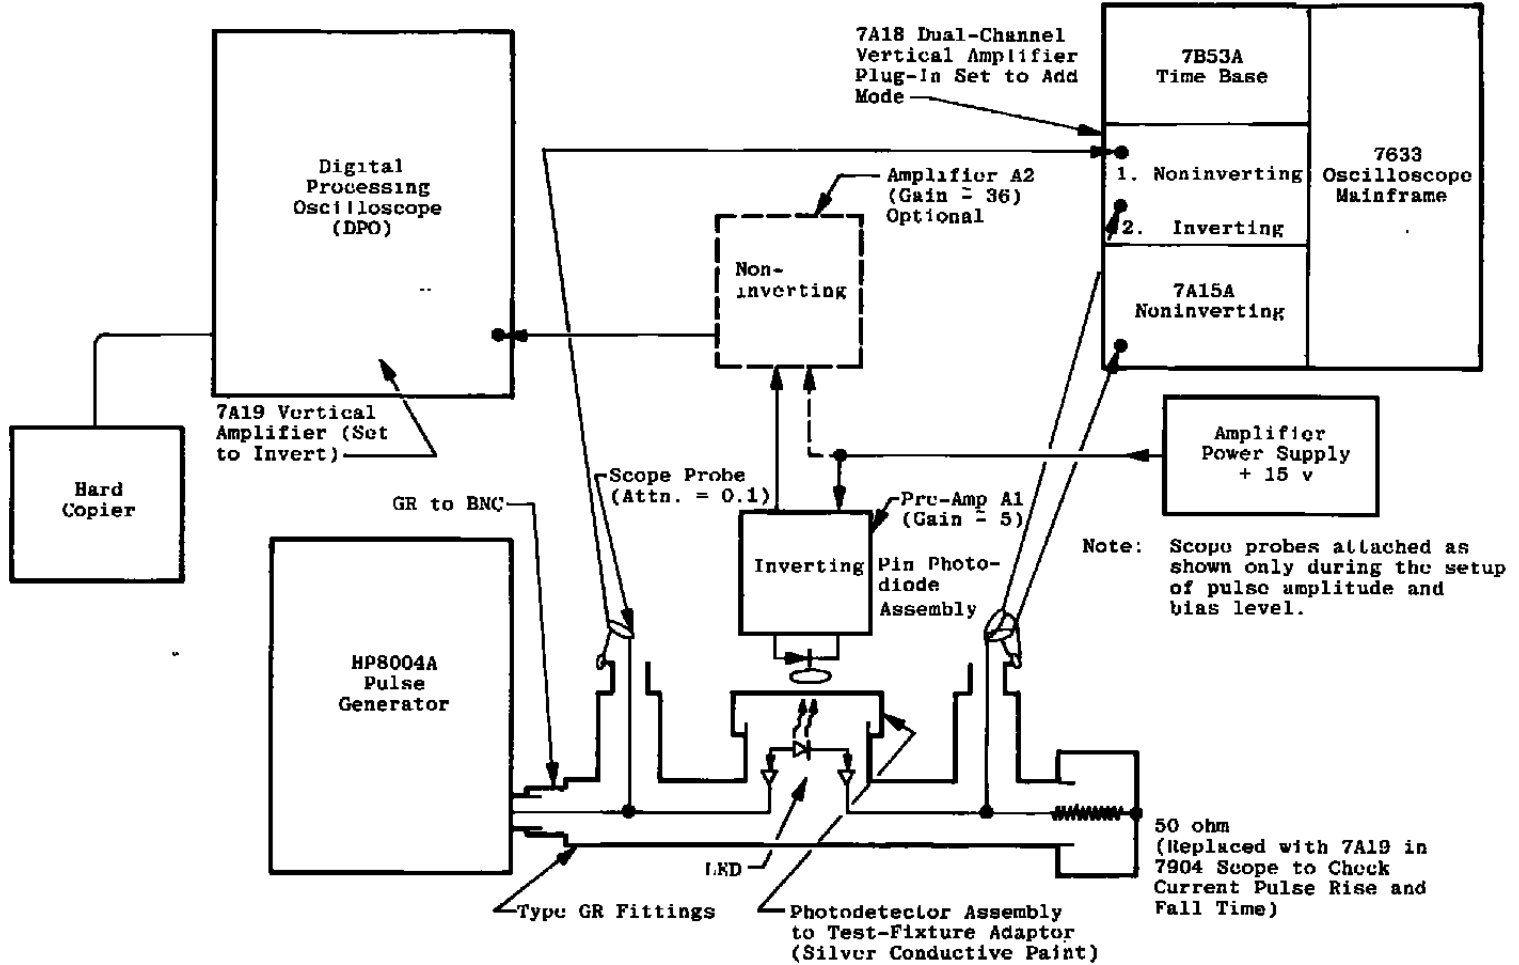 7A18 Dual-Channel
Vertical Amplifier
Plug-In Set to Add
Mode
7B53A
Time Base
7633
Oscilloscope
Mainframe
1. Noninverting
2. Inverting
7A15A
Noninverting
Digital
Processing
Oscilloscope
(DPO)
Amplifier A2
(Gain ≃ 36)
Optional
Non-
inverting
7A19 Vertical
Amplifier (Set
to Invert)
Hard
Copier
Amplifier
Power Supply
+ 15 v
Scope Probe
(Attn. = 0.1)
GR to BNC
Pre-Amp A1
(Gain ≃ 5)
Inverting
Pin Photo-
diode
Assembly
Note: Scope probes attached as
shown only during the setup
of pulse amplitude and
bias level.
HP8004A
Pulse
Generator
50 ohm
(Replaced with 7A19 in
7904 Scope to Check
Current Pulse Rise and
Fall Time)
LED
Type GR Fittings
Photodetector Assembly
to Test-Fixture Adaptor
(Silver Conductive Paint)